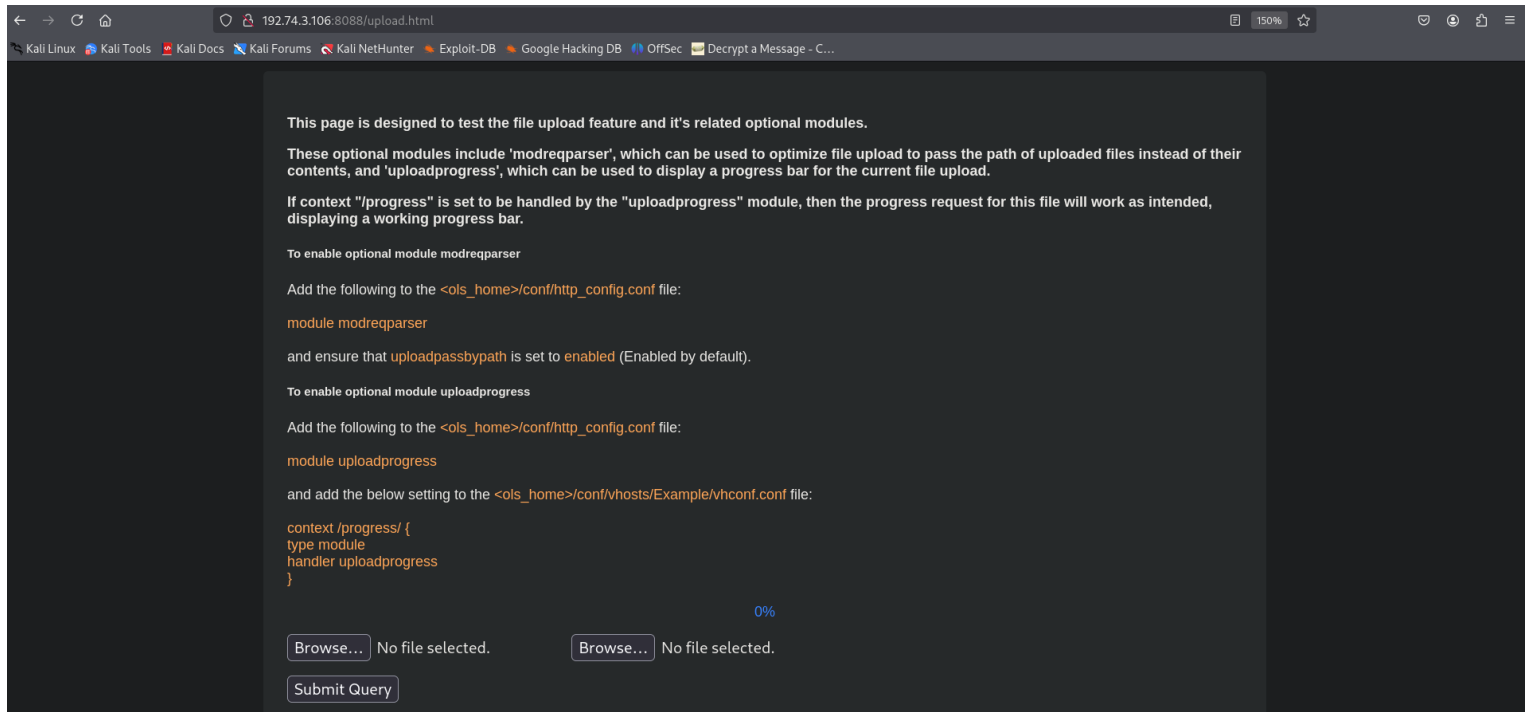 192.74.3.106:8088/upload.html
150%
Kali Linux Kali Tools Kali Docs Kali Forums Kali NetHunter Exploit-DB Google Hacking DB OffSec Decrypt a Message - C...
This page is designed to test the file upload feature and it's related optional modules.
These optional modules include 'modreqparser', which can be used to optimize file upload to pass the path of uploaded files instead of their
contents, and 'uploadprogress', which can be used to display a progress bar for the current file upload.
If context "/progress" is set to be handled by the "uploadprogress" module, then the progress request for this file will work as intended,
displaying a working progress bar.
To enable optional module modreqparser
Add the following to the <ols_home>/conf/http_config.conf file:
module modreqparser
and ensure that uploadpassbypath is set to enabled (Enabled by default).
To enable optional module uploadprogress
Add the following to the <ols_home>/conf/http_config.conf file:
module uploadprogress
and add the below setting to the <ols_home>/conf/vhosts/Example/vhconf.conf file:
context /progress/ {
type module
handler uploadprogress
}
0%
Browse... No file selected. Browse... No file selected.
Submit Query